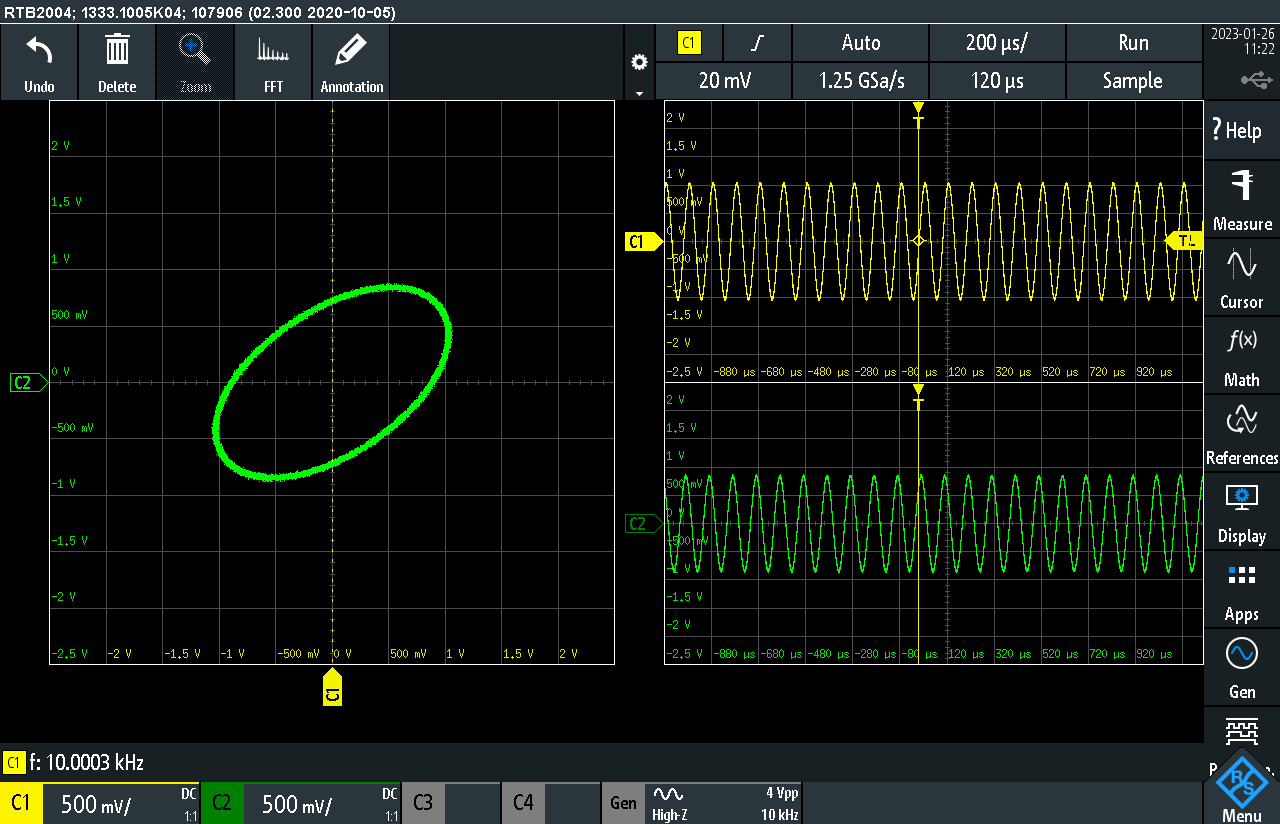 RTB2004; 1333.1005K04; 107906 (02.300 2020-10-05)
Undo
Delete
Zoom
FFT
Annotation
C1
Auto
200 µs/
Run
20 mV
1.25 GSa/s
120 µs
Sample
2023-01-26
11:22
2 V
1.5 V
1 V
500 mV
0 V
-500 mV
-1 V
-1.5 V
-2 V
-2.5 V -2 V -1.5 V -1 V -500 mV 0 V 500 mV 1 V 1.5 V 2 V
C2
C1
T
2 V
1.5 V
1 V
500 mV
0 V
-500 mV
-1 V
-1.5 V
-2 V
-2.5 V -880 µs -680 µs -480 µs -280 µs -80 µs 120 µs 320 µs 520 µs 720 µs 920 µs
C1
TL
T
2 V
1.5 V
1 V
500 mV
0 V
-500 mV
-1 V
-1.5 V
-2 V
-2.5 V -880 µs -680 µs -480 µs -280 µs -80 µs 120 µs 320 µs 520 µs 720 µs 920 µs
C2
? Help
Measure
Cursor
f(x)
Math
References
Display
Apps
Gen
R&S
Menu
C1 f: 10.0003 kHz
C1 500 mV/ DC 1:1
C2 500 mV/ DC 1:1
C3
C4
Gen
High-Z
4 Vpp
10 kHz